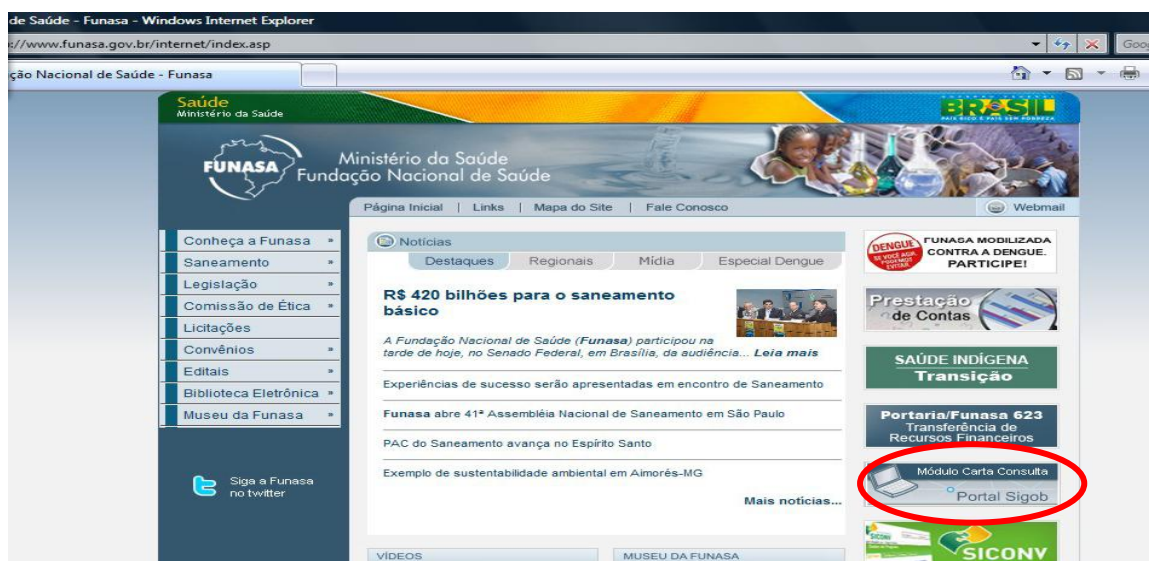 de Saúde - Funasa - Windows Internet Explorer
://www.funasa.gov.br/internet/index.asp
Goo
ção Nacional de Saúde - Funasa
Saúde
Ministério da Saúde
BRASIL
PAÍS RICO É PAÍS SEM POBREZA
FUNASA
Ministério da Saúde
Fundação Nacional de Saúde
Página Inicial | Links | Mapa do Site | Fale Conosco
Webmail
Conheça a Funasa »
Saneamento »
Legislação »
Comissão de Ética »
Licitações
Convênios »
Editais »
Biblioteca Eletrônica »
Museu da Funasa »
Siga a Funasa
no twitter
Notícias
Destaques Regionais Mídia Especial Dengue
R$ 420 bilhões para o saneamento
básico
A Fundação Nacional de Saúde (Funasa) participou na
tarde de hoje, no Senado Federal, em Brasília, da audiência... Leia mais
Experiências de sucesso serão apresentadas em encontro de Saneamento
Funasa abre 41ª Assembléia Nacional de Saneamento em São Paulo
PAC do Saneamento avança no Espírito Santo
Exemplo de sustentabilidade ambiental em Aimorés-MG
Mais notícias...
VÍDEOS
MUSEU DA FUNASA
DENGUE
SE VOCÊ AGIR,
PODEMOS
EVITAR
FUNASA MOBILIZADA
CONTRA A DENGUE.
PARTICIPE!
Prestação
de Contas
SAÚDE INDÍGENA
Transição
Portaria/Funasa 623
Transferência de
Recursos Financeiros
Módulo Carta Consulta
Portal Sigob
SICONV